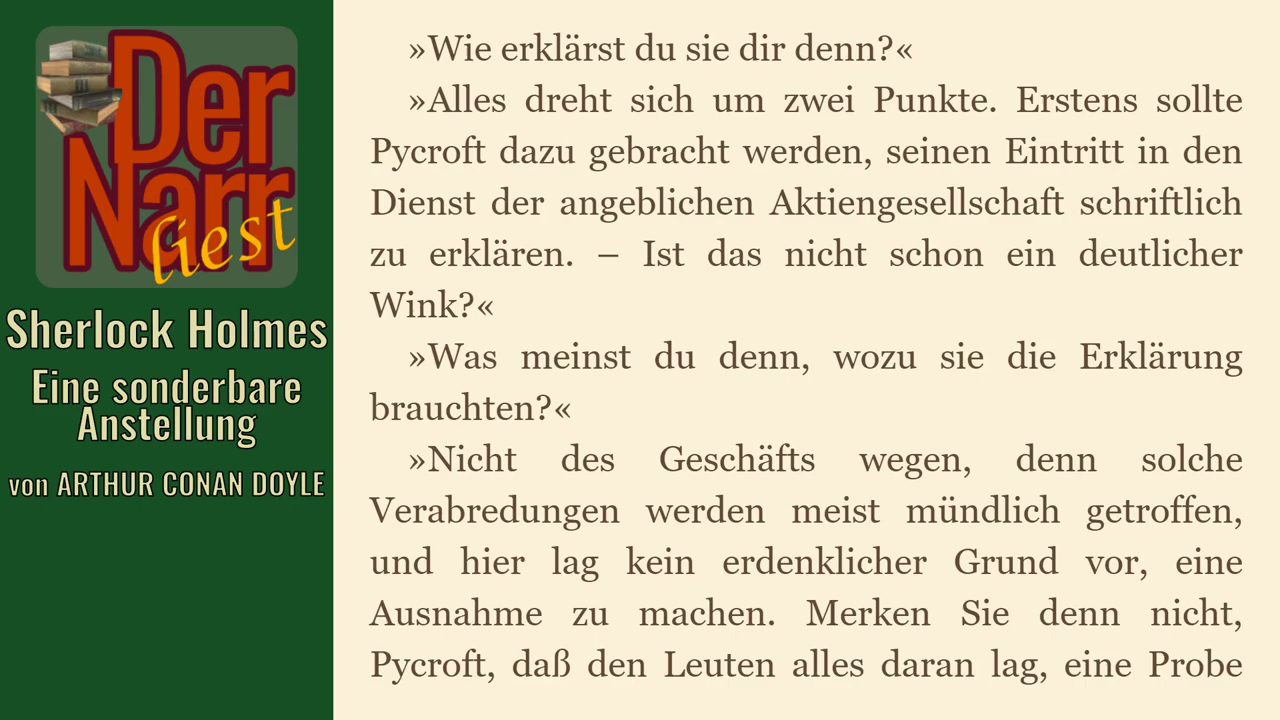 Der
Narr
liest
Sherlock Holmes
Eine sonderbare
Anstellung
von ARTHUR CONAN DOYLE
»Wie erklärst du sie dir denn?«
»Alles dreht sich um zwei Punkte. Erstens sollte
Pycroft dazu gebracht werden, seinen Eintritt in den
Dienst der angeblichen Aktiengesellschaft schriftlich
zu erklären. – Ist das nicht schon ein deutlicher
Wink?«
»Was meinst du denn, wozu sie die Erklärung
brauchten?«
»Nicht des Geschäfts wegen, denn solche
Verabredungen werden meist mündlich getroffen,
und hier lag kein erdenklicher Grund vor, eine
Ausnahme zu machen. Merken Sie denn nicht,
Pycroft, daß den Leuten alles daran lag, eine Probe